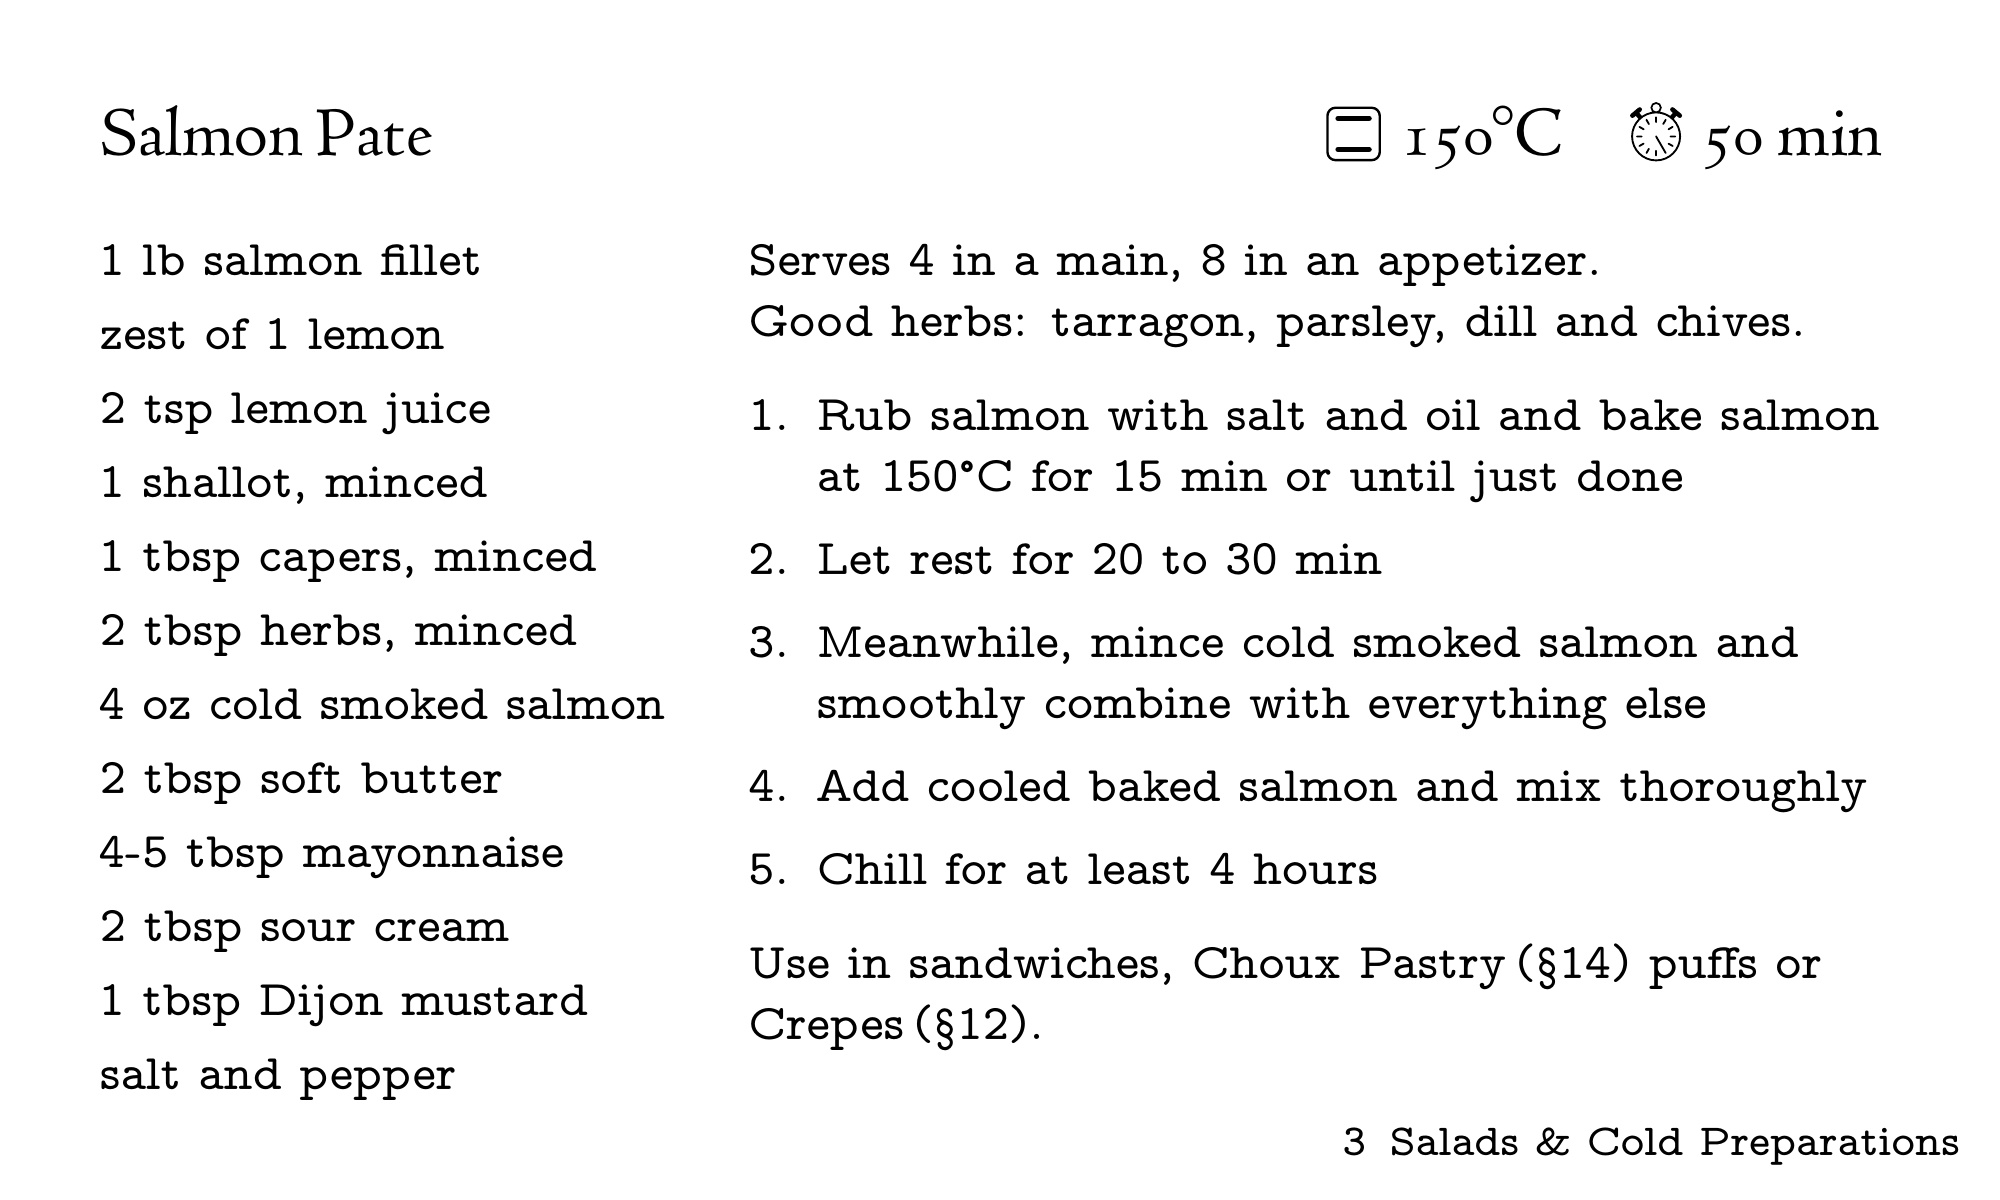 Salmon Pate
150°C 50 min
1 lb salmon fillet
zest of 1 lemon
2 tsp lemon juice
1 shallot, minced
1 tbsp capers, minced
2 tbsp herbs, minced
4 oz cold smoked salmon
2 tbsp soft butter
4-5 tbsp mayonnaise
2 tbsp sour cream
1 tbsp Dijon mustard
salt and pepper
Serves 4 in a main, 8 in an appetizer.
Good herbs: tarragon, parsley, dill and chives.
1. Rub salmon with salt and oil and bake salmon
at 150°C for 15 min or until just done
2. Let rest for 20 to 30 min
3. Meanwhile, mince cold smoked salmon and
smoothly combine with everything else
4. Add cooled baked salmon and mix thoroughly
5. Chill for at least 4 hours
Use in sandwiches, Choux Pastry (§14) puffs or
Crepes (§12).
3 Salads & Cold Preparations